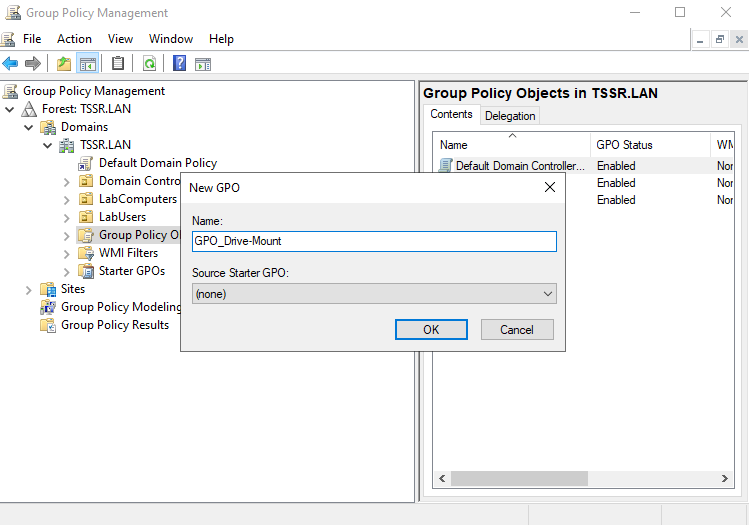 Group Policy Management
File Action View Window Help
Group Policy Management
Forest: TSSR.LAN
Domains
TSSR.LAN
Default Domain Policy
Domain Contro
LabComputers
LabUsers
Group Policy Ob
WMI Filters
Starter GPOs
Sites
Group Policy Modeling
Group Policy Results
Group Policy Objects in TSSR.LAN
Contents Delegation
Name GPO Status WM
Default Domain Controller... Enabled Nor
Enabled Nor
Enabled Nor
New GPO
Name:
GPO_Drive-Mount
Source Starter GPO:
(none)
OK Cancel